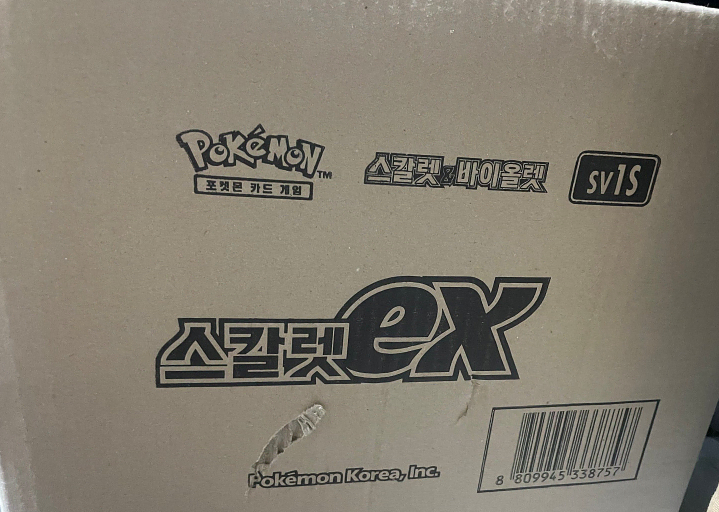 POKéMON TM
포켓몬 카드 게임
스칼렛&바이올렛
SV1S
스칼렛ex
Pokémon Korea, Inc.
8 809945 338757